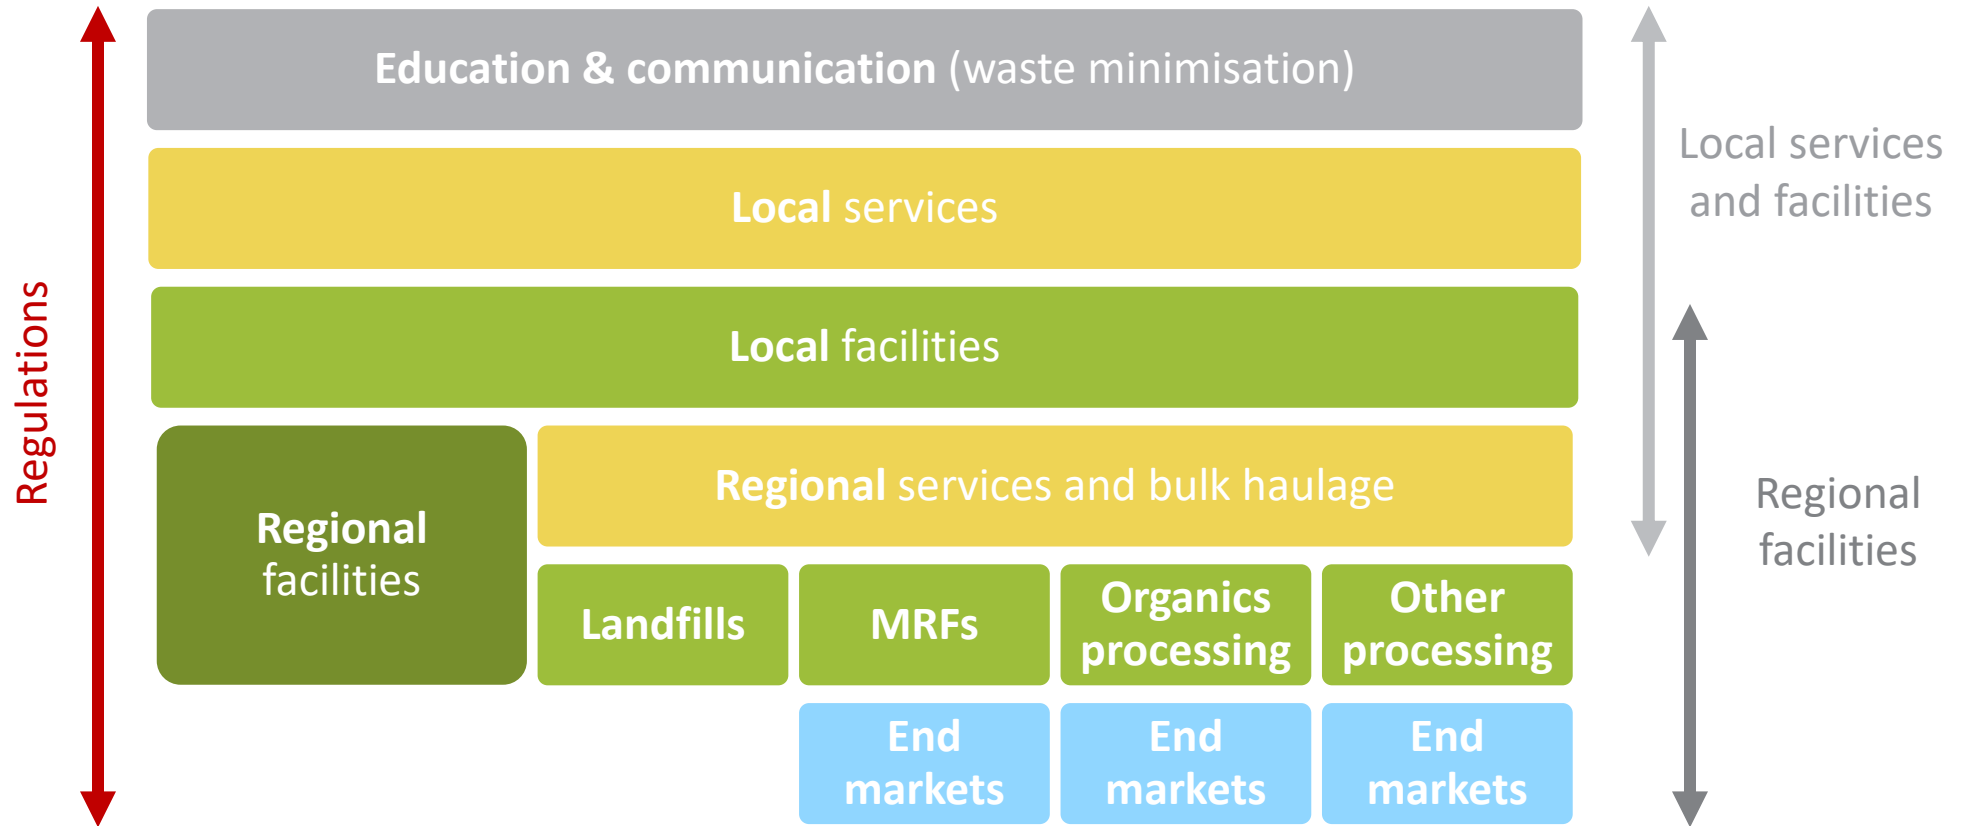 Education & communication (waste minimisation)
Local services
Local services
and facilities
Local facilities
Regulations
Regional
facilities
Regional services and bulk haulage
Regional
facilities
Landfills
MRFs
Organics
processing
Other
processing
End
markets
End
markets
End
markets